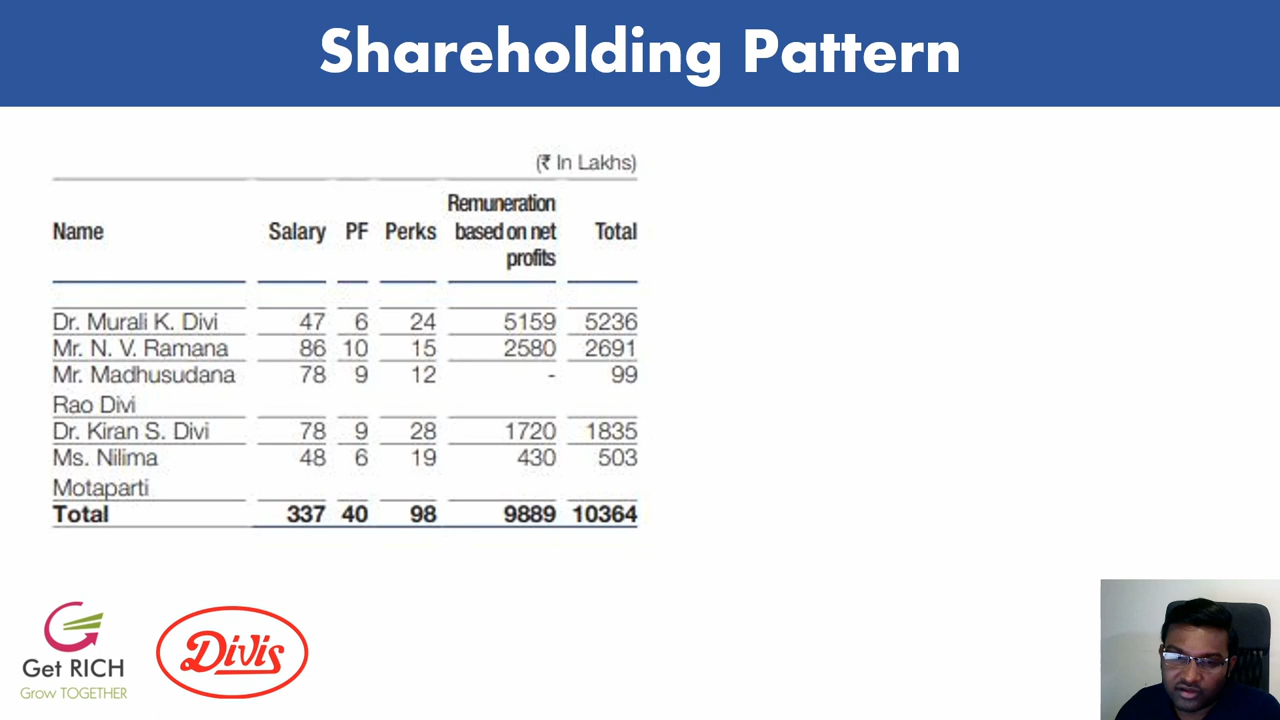 Shareholding Pattern
(₹ In Lakhs)
Name Salary PF Perks Remuneration based on net profits Total
Dr. Murali K. Divi 47 6 24 5159 5236
Mr. N. V. Ramana 86 10 15 2580 2691
Mr. Madhusudana 78 9 12 - 99
Rao Divi
Dr. Kiran S. Divi 78 9 28 1720 1835
Ms. Nilima 48 6 19 430 503
Motaparti
Total 337 40 98 9889 10364
Get RICH
Grow TOGETHER
Divis